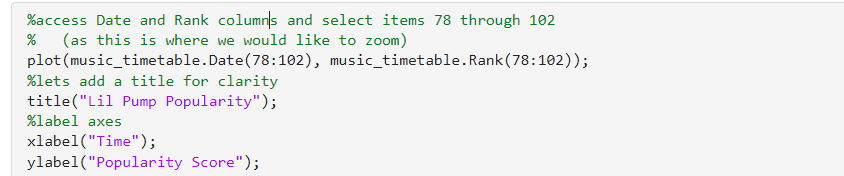 %access Date and Rank columns and select items 78 through 102
%   (as this is where we would like to zoom)
plot(music_timetable.Date(78:102), music_timetable.Rank(78:102));
%lets add a title for clarity
title("Lil Pump Popularity");
%label axes
xlabel("Time");
ylabel("Popularity Score");